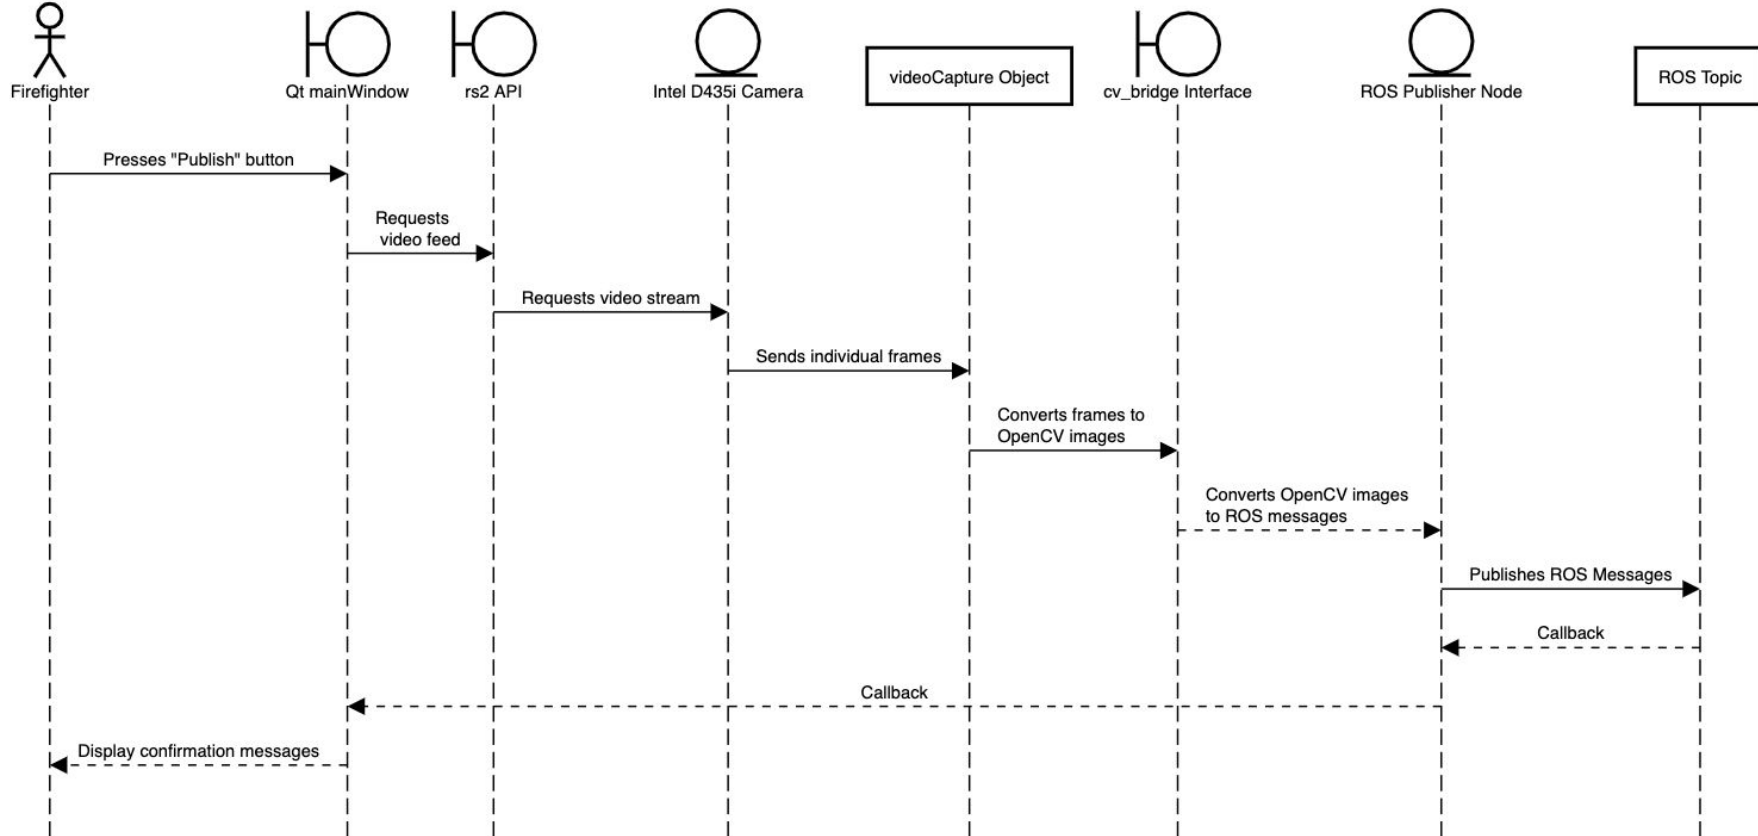 Firefighter
Qt mainWindow
rs2 API
Intel D435i Camera
videoCapture Object
cv_bridge Interface
ROS Publisher Node
ROS Topic
Presses "Publish" button
Requests
video feed
Requests video stream
Sends individual frames
Converts frames to
OpenCV images
Converts OpenCV images
to ROS messages
Publishes ROS Messages
Callback
Callback
Display confirmation messages